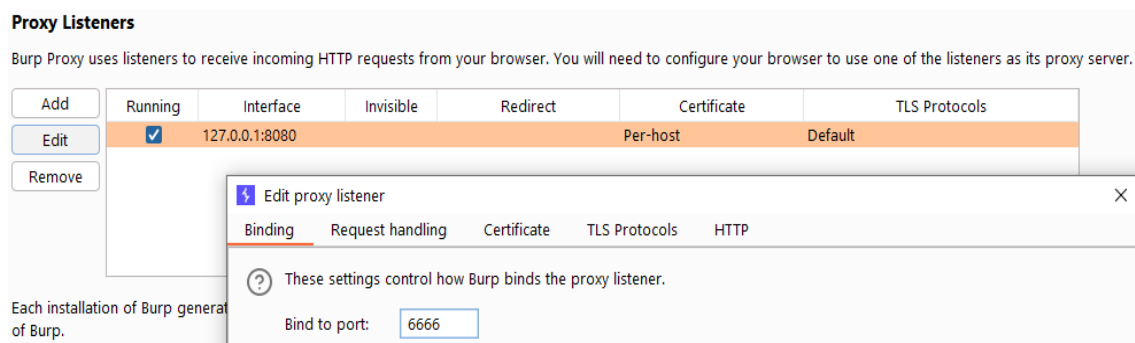 Proxy Listeners
Burp Proxy uses listeners to receive incoming HTTP requests from your browser. You will need to configure your browser to use one of the listeners as its proxy server.
Add Running Interface Invisible Redirect Certificate TLS Protocols
Edit 127.0.0.1:8080 Per-host Default
Remove
Edit proxy listener
Binding Request handling Certificate TLS Protocols HTTP
These settings control how Burp binds the proxy listener.
Each installation of Burp generat
of Burp.
Bind to port: 6666